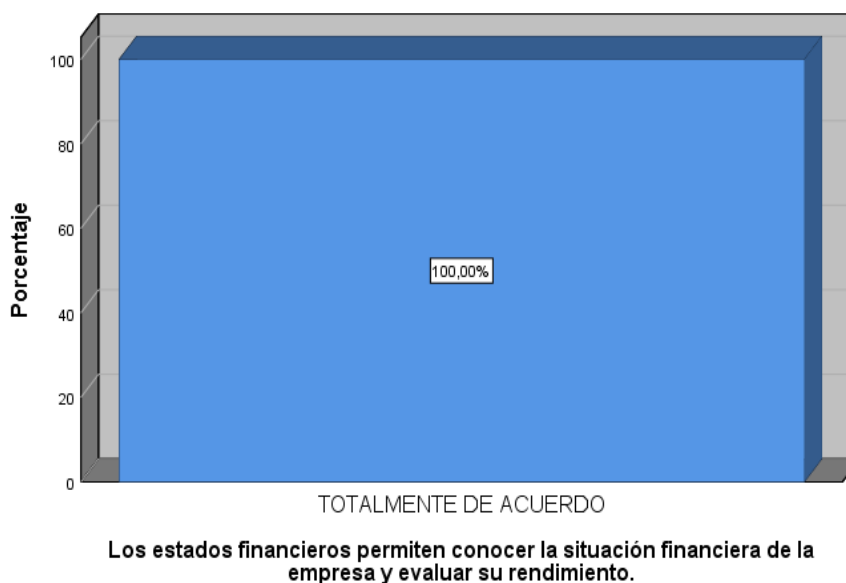 Porcentaje
100
80
60
40
20
0
100,00%
TOTALMENTE DE ACUERDO
Los estados financieros permiten conocer la situación financiera de la
empresa y evaluar su rendimiento.